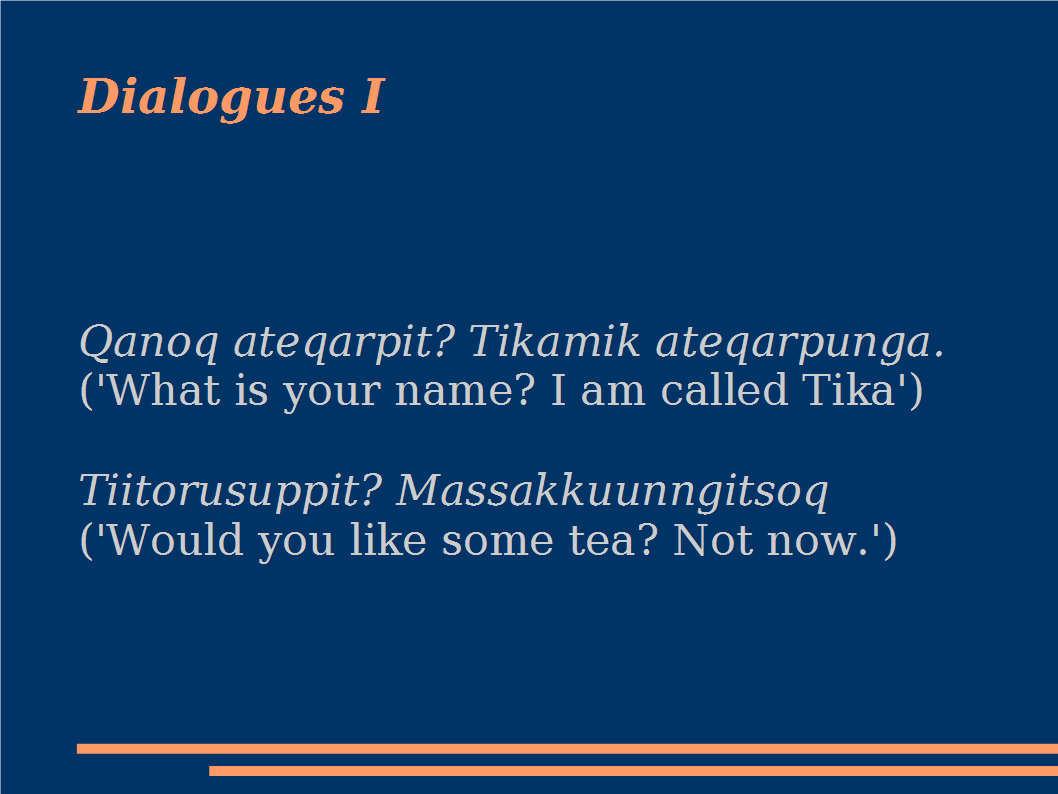 Dialogues I
Qanoq ateqarpit? Tikamik ateqarpunga.
('What is your name? I am called Tika')
Tiitorusuppit? Massakkuunngitsoq
('Would you like some tea? Not now.')